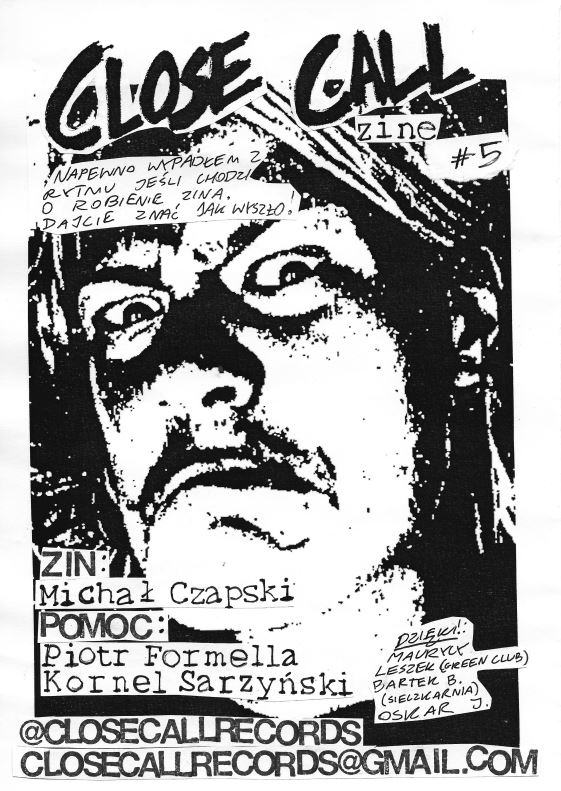 CLOSE CALL
zine
#5
NAPEWNO WYPADŁEM Z
RYTMU JEŚLI CHODZI
O ROBIENIE ZINA.
DAJCIE ZNAĆ JAK WYSZŁO!
ZIN:
Michał Czapski
POMOC:
Piotr Formella
Kornel Sarzyński
DZIĘKI!:
MAURYCY
LESZEK (GREEN CLUB)
BARTEK B.
(SIECZKARNIA)
OSKAR J.
@CLOSECALLRECORDS
CLOSECALLRECORDS@GMAIL.COM